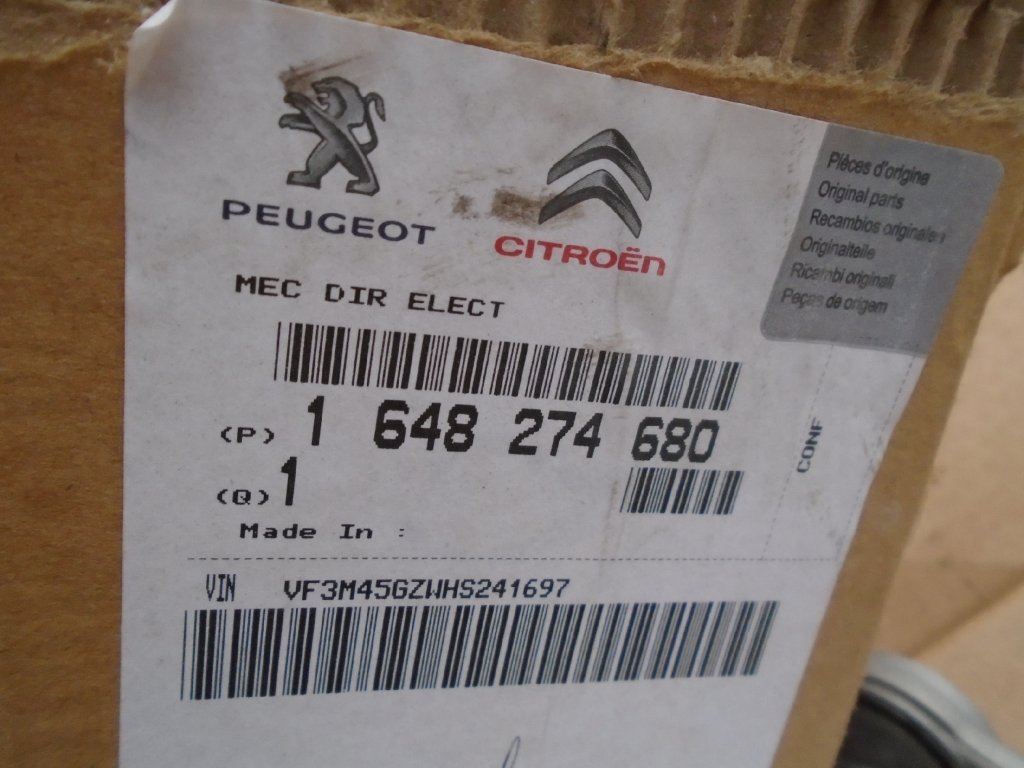 PEUGEOT
CITROËn
Pièces d'origine
Original parts
Recambios originales
Originalteile
Ricambi originali
Peças de origem
MEC DIR ELECT
(P) 1 648 274 680
(Q) 1
Made In :
CONF
VIN VF3M45GZWHS241697